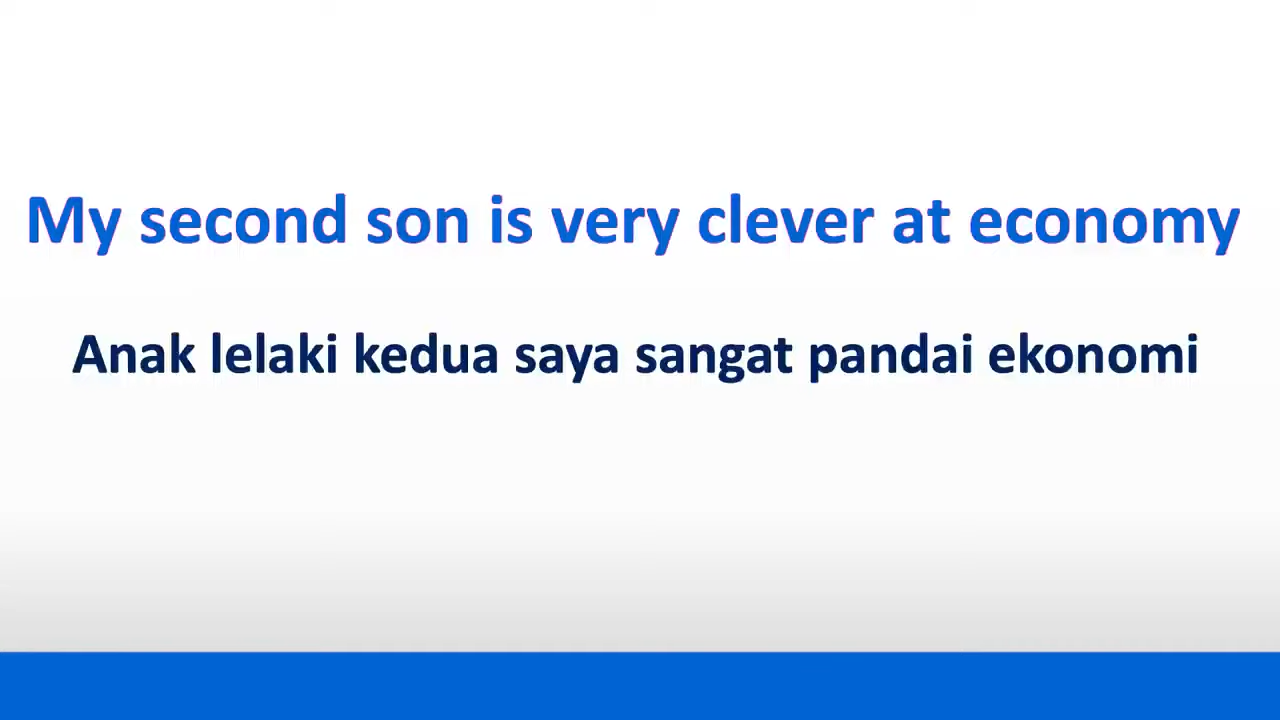 My second son is very clever at economy
Anak lelaki kedua saya sangat pandai ekonomi